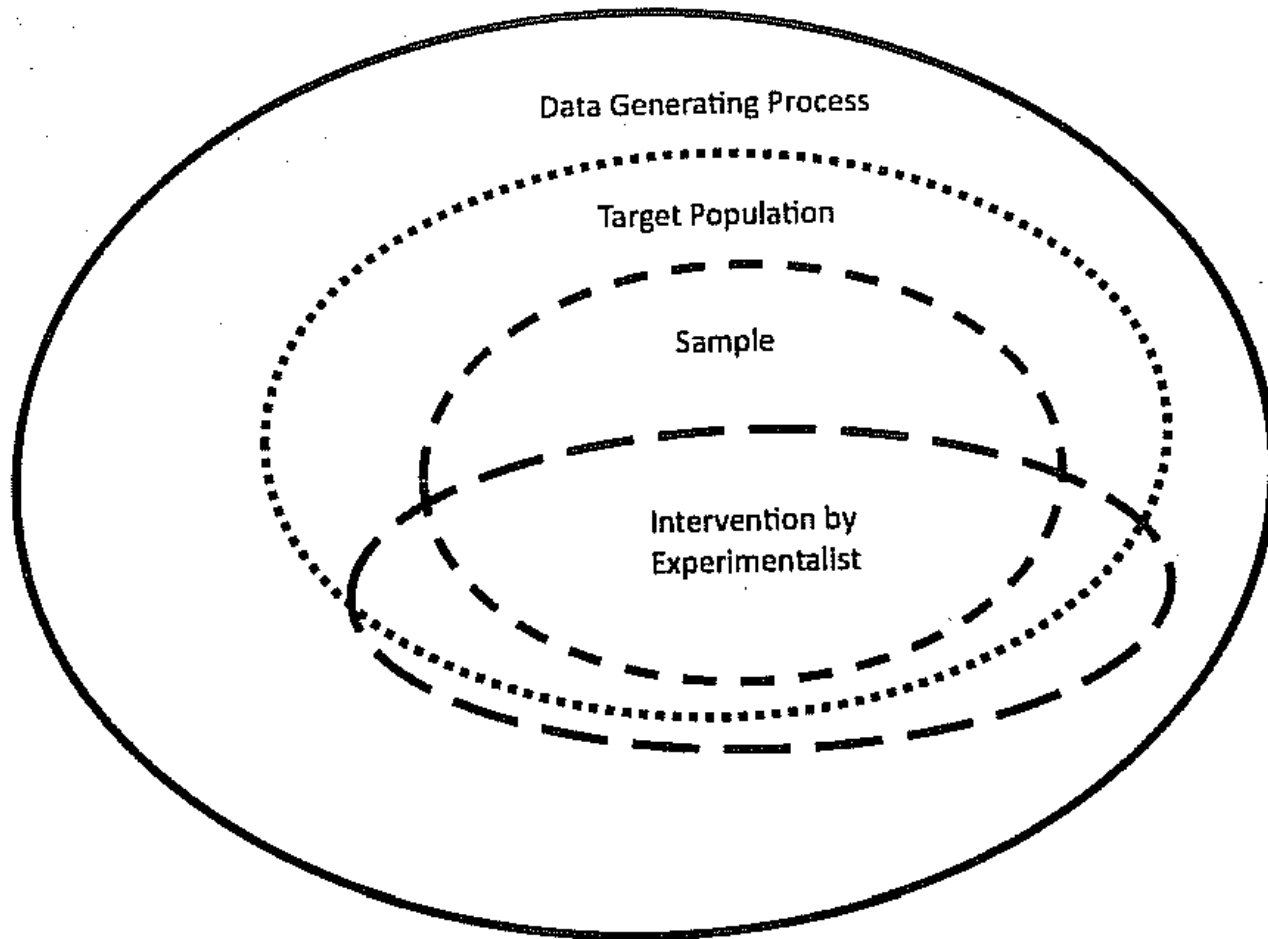 Data Generating Process
Target Population
Sample
Intervention by
Experimentalist